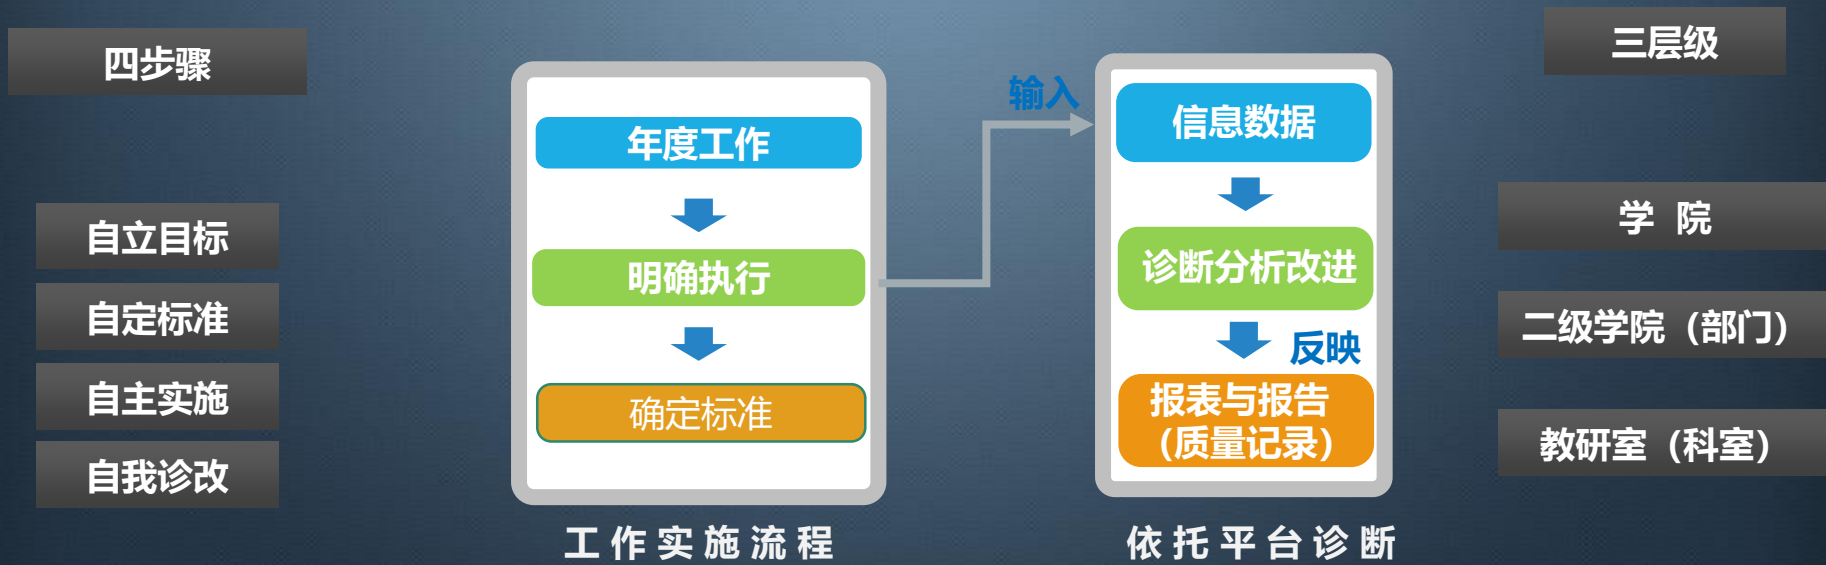 四步骤
自立目标
自定标准
自主实施
自我诊改
年度工作
明确执行
确定标准
工作实施流程
输入
信息数据
诊断分析改进
反映
报表与报告
（质量记录）
依托平台诊断
三层级
学 院
二级学院（部门）
教研室（科室）